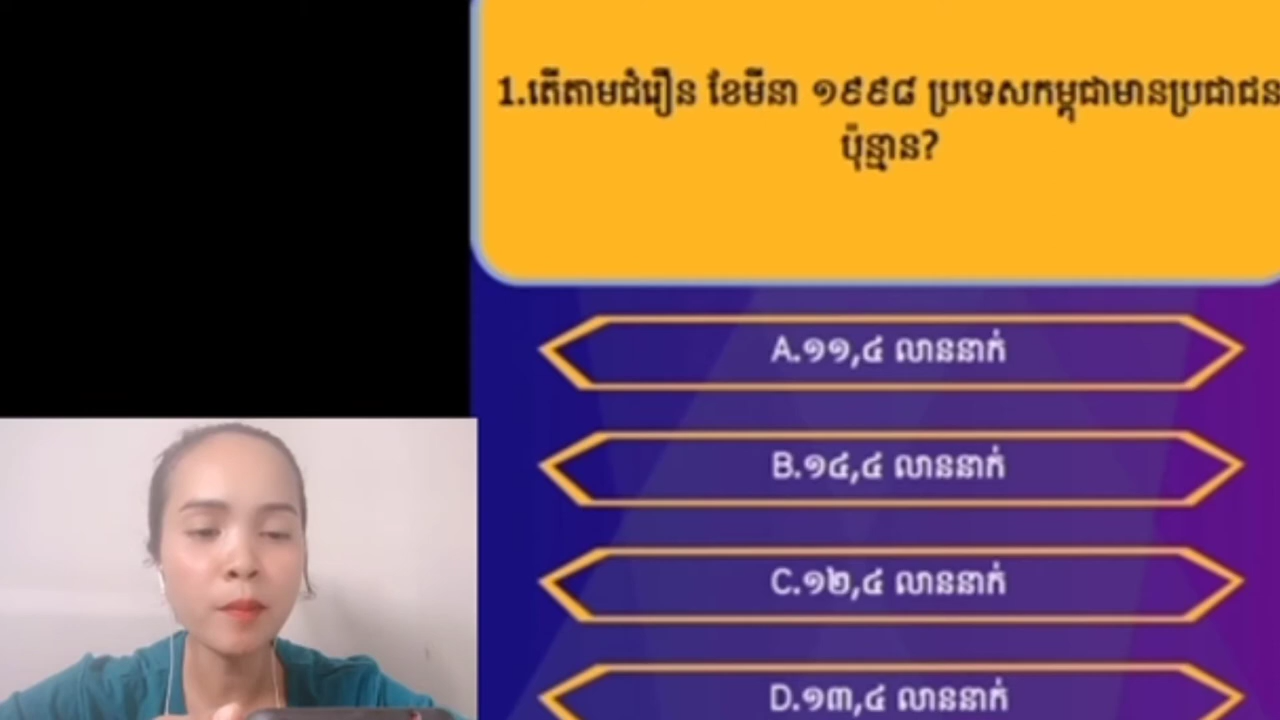 1.តើតាមជំរឿន ខែមីនា ១៩៩៨ ប្រទេសកម្ពុជាមានប្រជាជន
ប៉ុន្មាន?
A.១១,៤ លាននាក់
B.១៤,៤ លាននាក់
C.១២,៤ លាននាក់
D.១៣,៤ លាននាក់